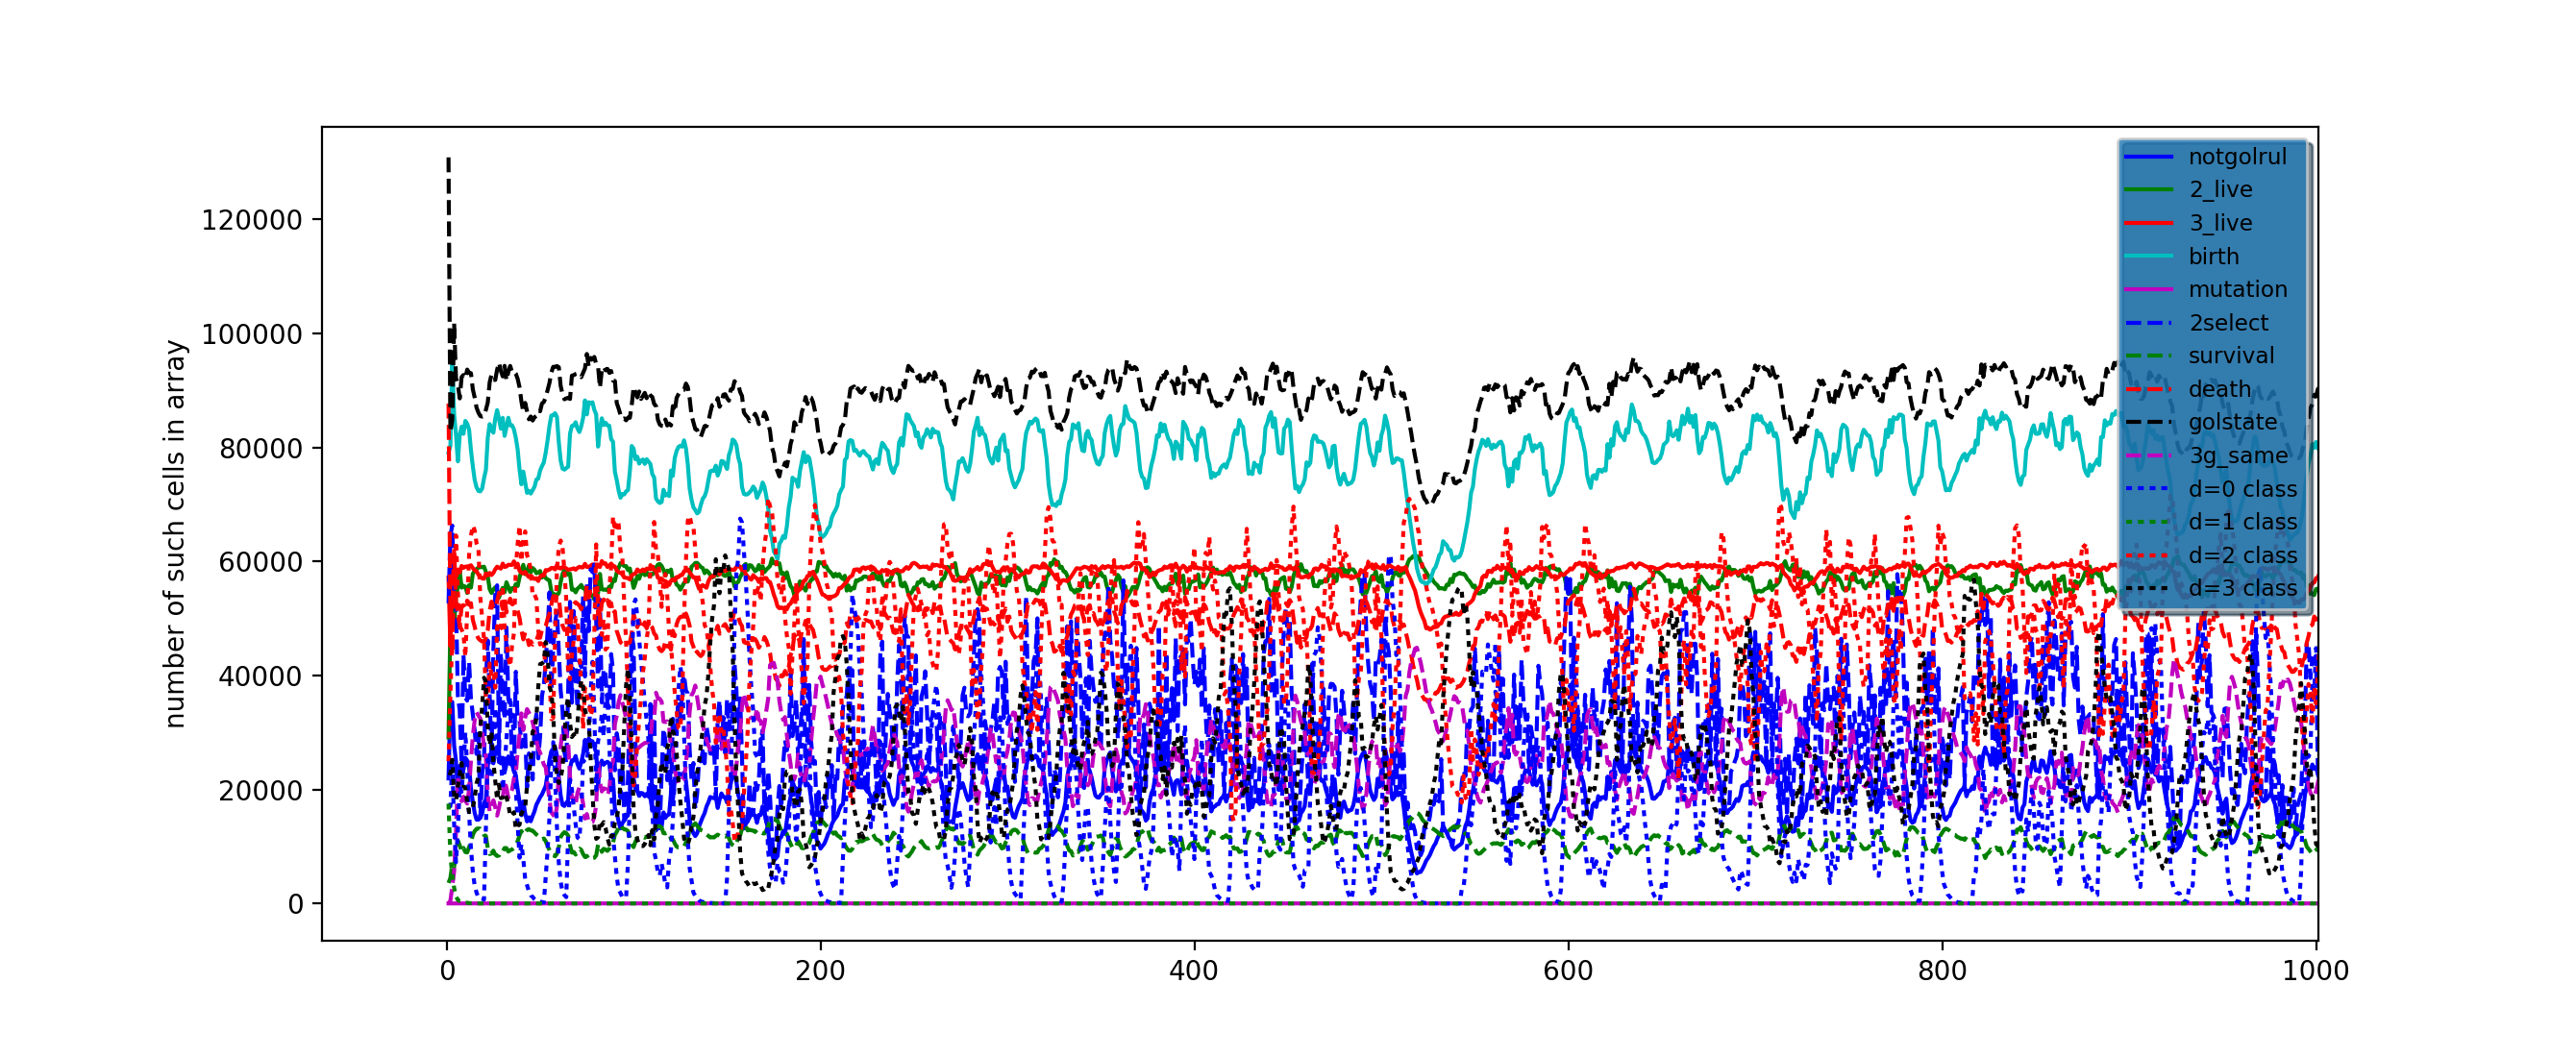 number of such cells in array
120000
100000
80000
60000
40000
20000
0
0 200 400 600 800 1000
notgolrul
2_live
3_live
birth
mutation
2select
survival
death
golstate
3g_same
d=0 class
d=1 class
d=2 class
d=3 class